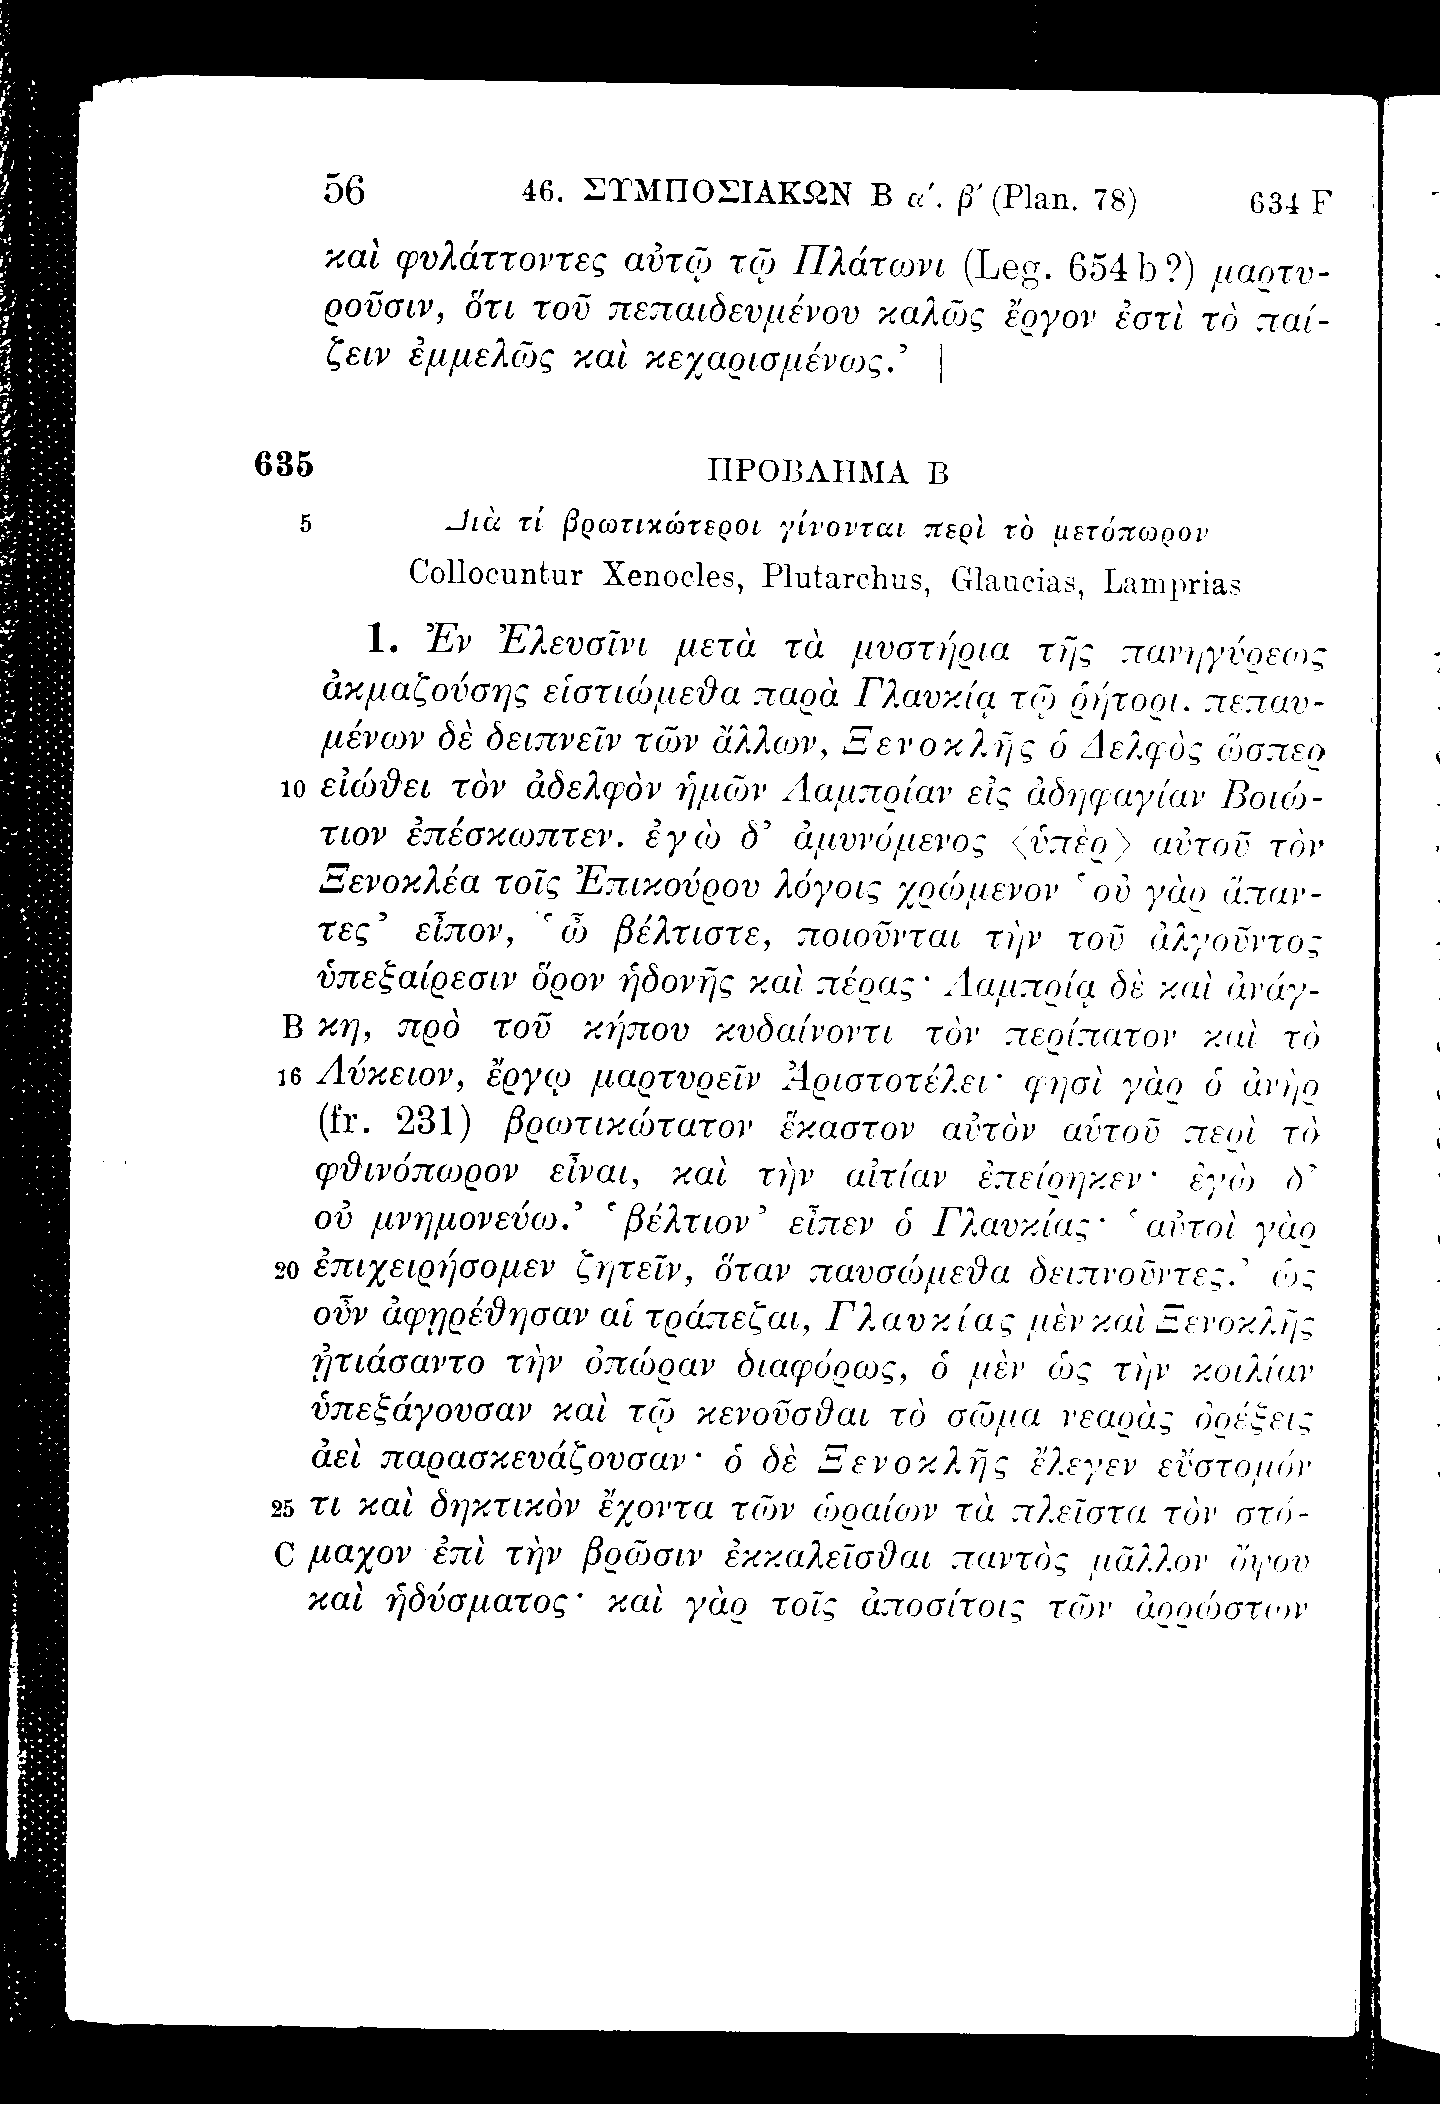 56 46. ΣΥΜΠΟΣΙΑΚΩΝ Β α΄. β΄ (Plan. 78) 634 F
καὶ φυλάττοντες αὐτῷ τῷ Πλάτωνι (Leg. 654 b?) μαρτυ-
ροῦσιν, ὅτι τοῦ πεπαιδευμένου καλῶς ἔργον ἐστὶ τὸ παί-
ζειν ἐμμελῶς καὶ κεχαρισμένως.’ |
635 ΠΡΟΒΛΗΜΑ Β
5 Διὰ τί βρωτικώτεροι γίνονται περὶ τὸ μετόπωρον
Collocuntur Xenocles, Plutarchus, Glaucias, Lamprias
1. Ἐν Ἐλευσῖνι μετὰ τὰ μυστήρια τῆς πανηγύρεως
ἀκμαζούσης εἱστιώμεθα παρὰ Γλαυκίᾳ τῷ ῥήτορι. πεπαυ-
μένων δὲ δειπνεῖν τῶν ἄλλων, Ξενοκλῆς ὁ Δελφὸς ὥσπερ
10 εἰώθει τὸν ἀδελφὸν ἡμῶν Λαμπρίαν εἰς ἀδηφαγίαν Βοιώ-
τιον ἐπέσκωπτεν. ἐγὼ δ’ ἀμυνόμενος ⟨ὑπὲρ⟩ αὐτοῦ τὸν
Ξενοκλέα τοῖς Ἐπικούρου λόγοις χρώμενον ‘οὐ γὰρ ἅπαν-
τες’ εἶπον, ‘ὦ βέλτιστε, ποιοῦνται τὴν τοῦ ἀλγοῦντος
ὑπεξαίρεσιν ὅρον ἡδονῆς καὶ πέρας· Λαμπρίᾳ δὲ καὶ ἀνάγ-
B κη, πρὸ τοῦ κήπου κυδαίνοντι τὸν περίπατον καὶ τὸ
16 Λύκειον, ἔργῳ μαρτυρεῖν Ἀριστοτέλει· φησὶ γὰρ ὁ ἀνὴρ
(fr. 231) βρωτικώτατον ἕκαστον αὐτὸν αὑτοῦ περὶ τὸ
φθινόπωρον εἶναι, καὶ τὴν αἰτίαν ἐπείρηκεν· ἐγὼ δ’
οὐ μνημονεύω.’ ‘βέλτιον’ εἶπεν ὁ Γλαυκίας· ‘αὐτοὶ γὰρ
20 ἐπιχειρήσομεν ζητεῖν, ὅταν παυσώμεθα δειπνοῦντες.’ ὡς
οὖν ἀφῃρέθησαν αἱ τράπεζαι, Γλαυκίας μὲν καὶ Ξενοκλῆς
ᾐτιάσαντο τὴν ὀπώραν διαφόρως, ὁ μὲν ὡς τὴν κοιλίαν
ὑπεξάγουσαν καὶ τῷ κενοῦσθαι τὸ σῶμα νεαρὰς ὀρέξεις
ἀεὶ παρασκευάζουσαν· ὁ δὲ Ξενοκλῆς ἔλεγεν εὔστομόν
25 τι καὶ δηκτικὸν ἔχοντα τῶν ὡραίων τὰ πλεῖστα τὸν στό-
C μαχον ἐπὶ τὴν βρῶσιν ἐκκαλεῖσθαι παντὸς μᾶλλον ὄψου
καὶ ἡδύσματος· καὶ γὰρ τοῖς ἀποσίτοις τῶν ἀρρώστων